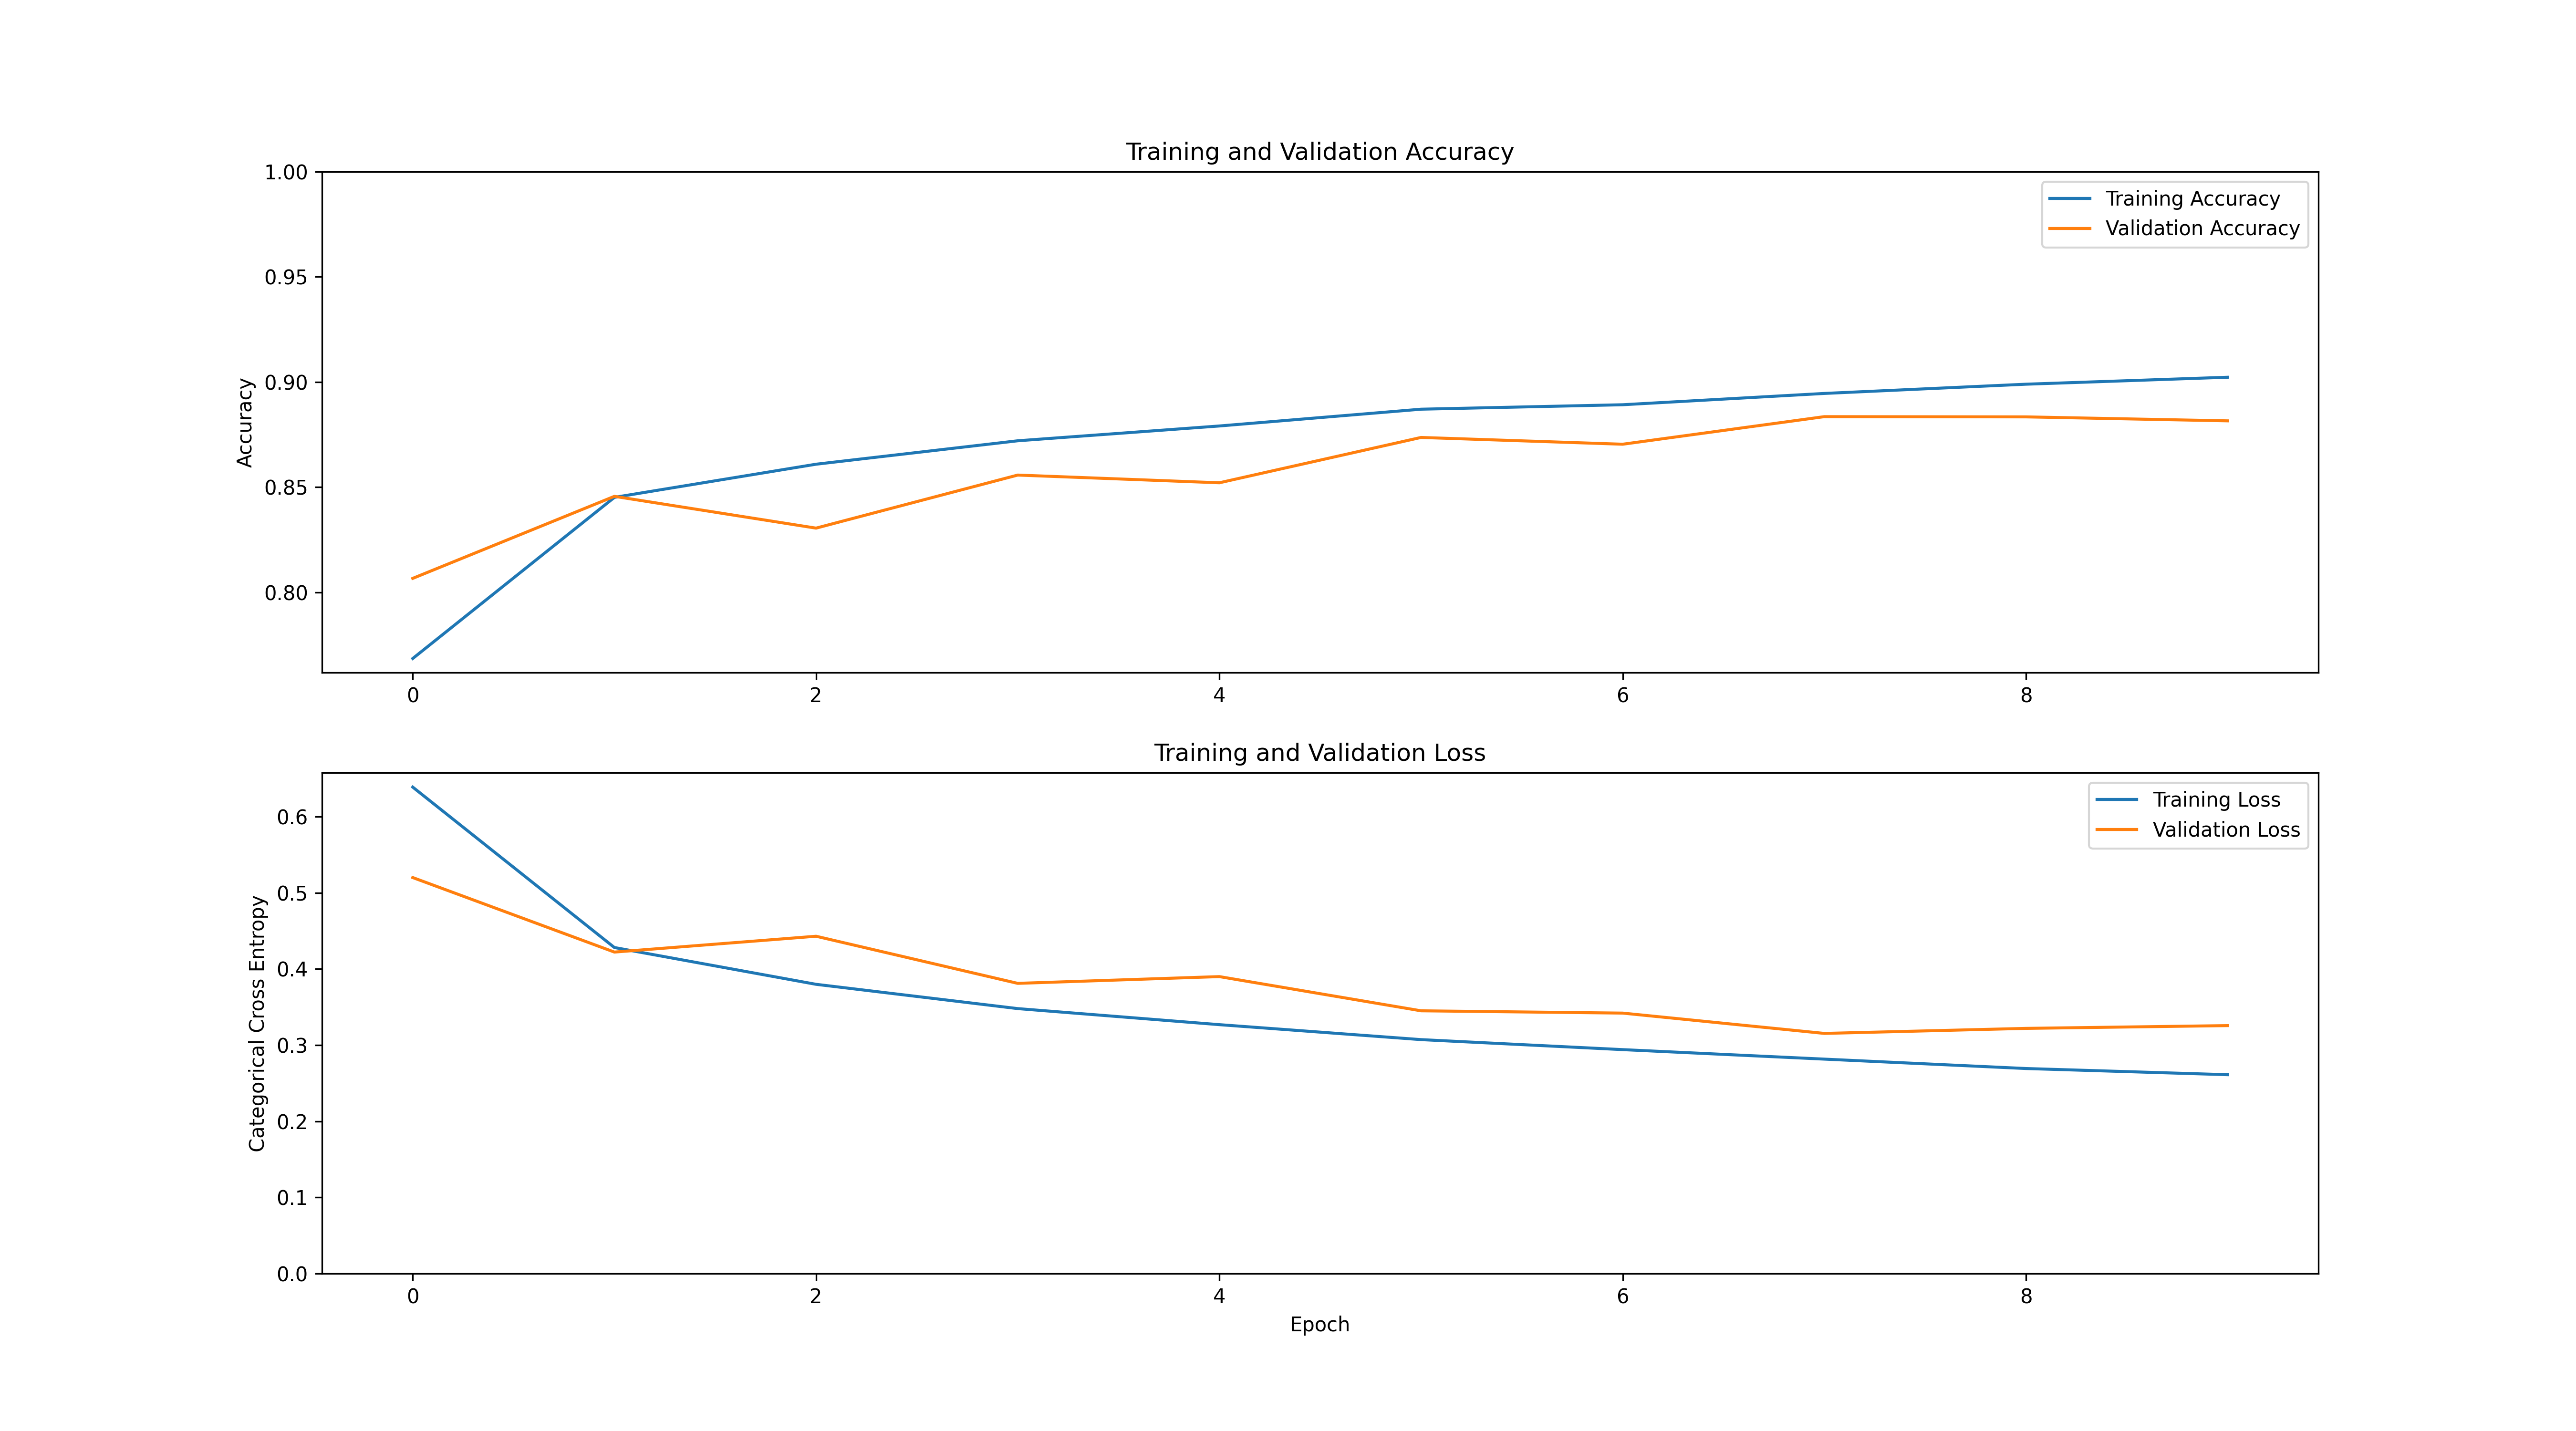 Training and Validation Accuracy
1.00
0.95
0.90
0.85
0.80
Accuracy
Training Accuracy
Validation Accuracy
0
2
4
6
8
Training and Validation Loss
0.6
0.5
0.4
0.3
0.2
0.1
0.0
Categorical Cross Entropy
Training Loss
Validation Loss
0
2
4
6
8
Epoch